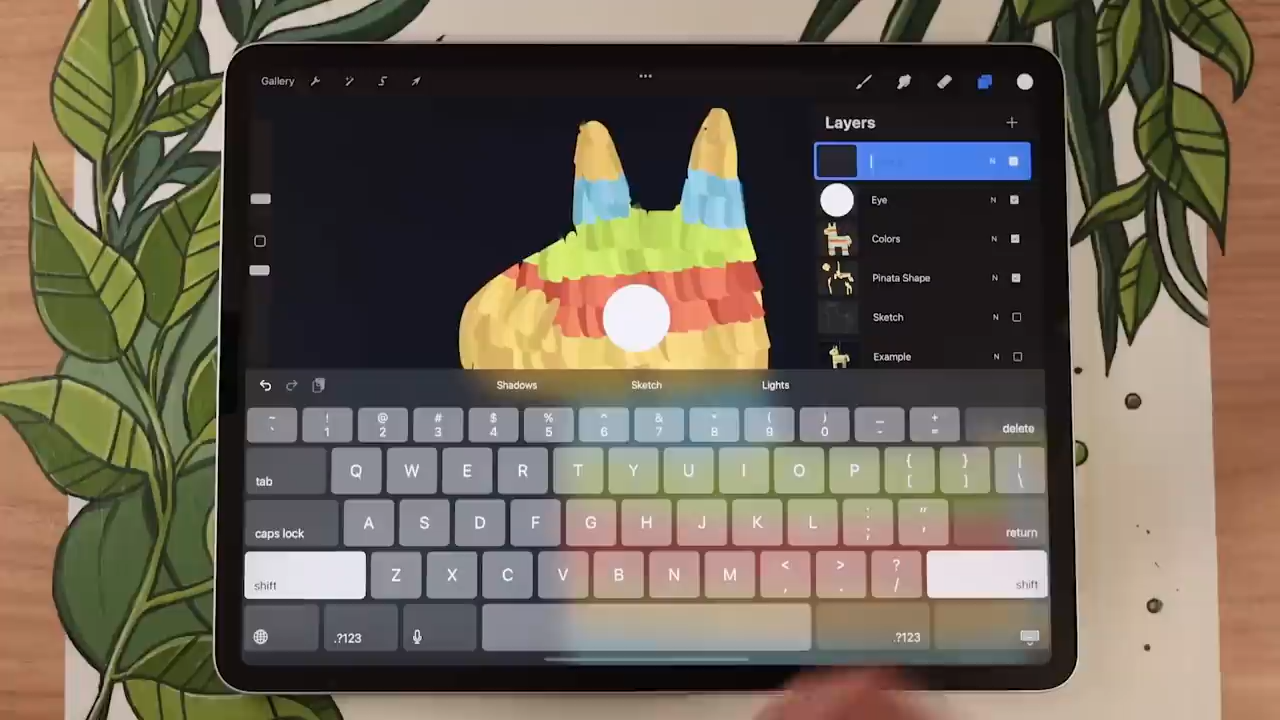 Gallery
Layers
N
Eye N
Colors N
Pinata Shape N
Sketch N
Example N
Shadows Sketch Lights
~ ! @ # $ % ^ & * ( ) _ +
` 1 2 3 4 5 6 7 8 9 0 - = delete
tab Q W E R T Y U I O P { [ } ] | \
caps lock A S D F G H J K L : ; " ' return
shift Z X C V B N M < , > . ? / shift
.?123 .?123